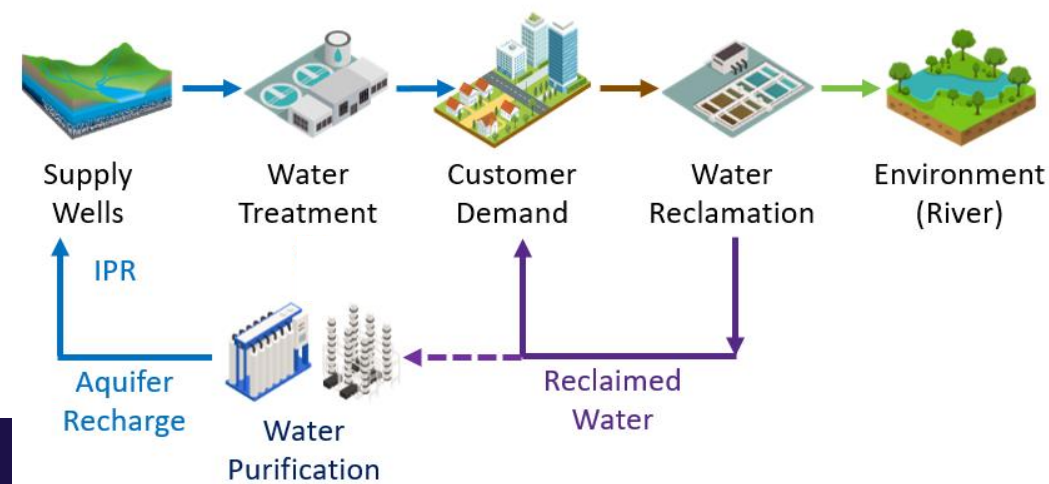 Supply
Wells
Water
Treatment
Customer
Demand
Water
Reclamation
Environment
(River)
IPR
Aquifer
Recharge
Water
Purification
Reclaimed
Water